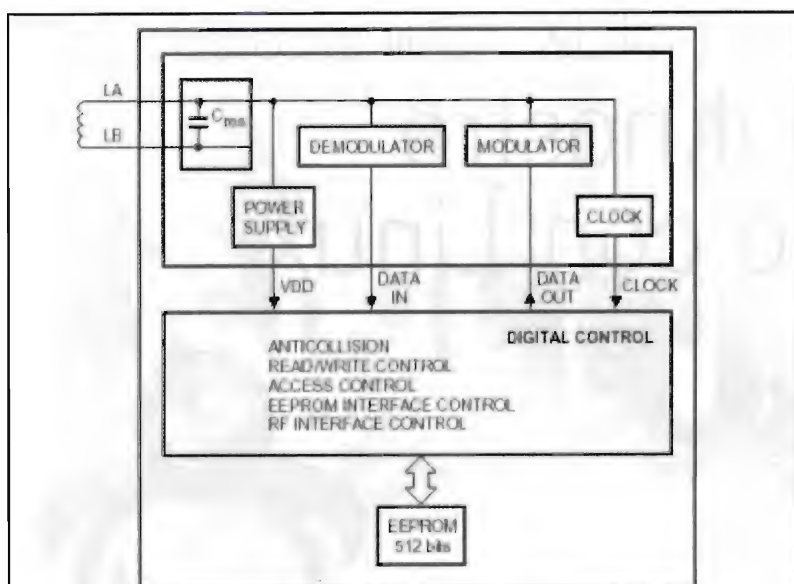 LA
LB
Cres
DEMODULATOR
MODULATOR
POWER
SUPPLY
CLOCK
VDD
DATA
IN
DATA
OUT
CLOCK
DIGITAL CONTROL
ANTICOLLISION
READ/WRITE CONTROL
ACCESS CONTROL
EEPROM INTERFACE CONTROL
RF INTERFACE CONTROL
EEPROM
512 bits